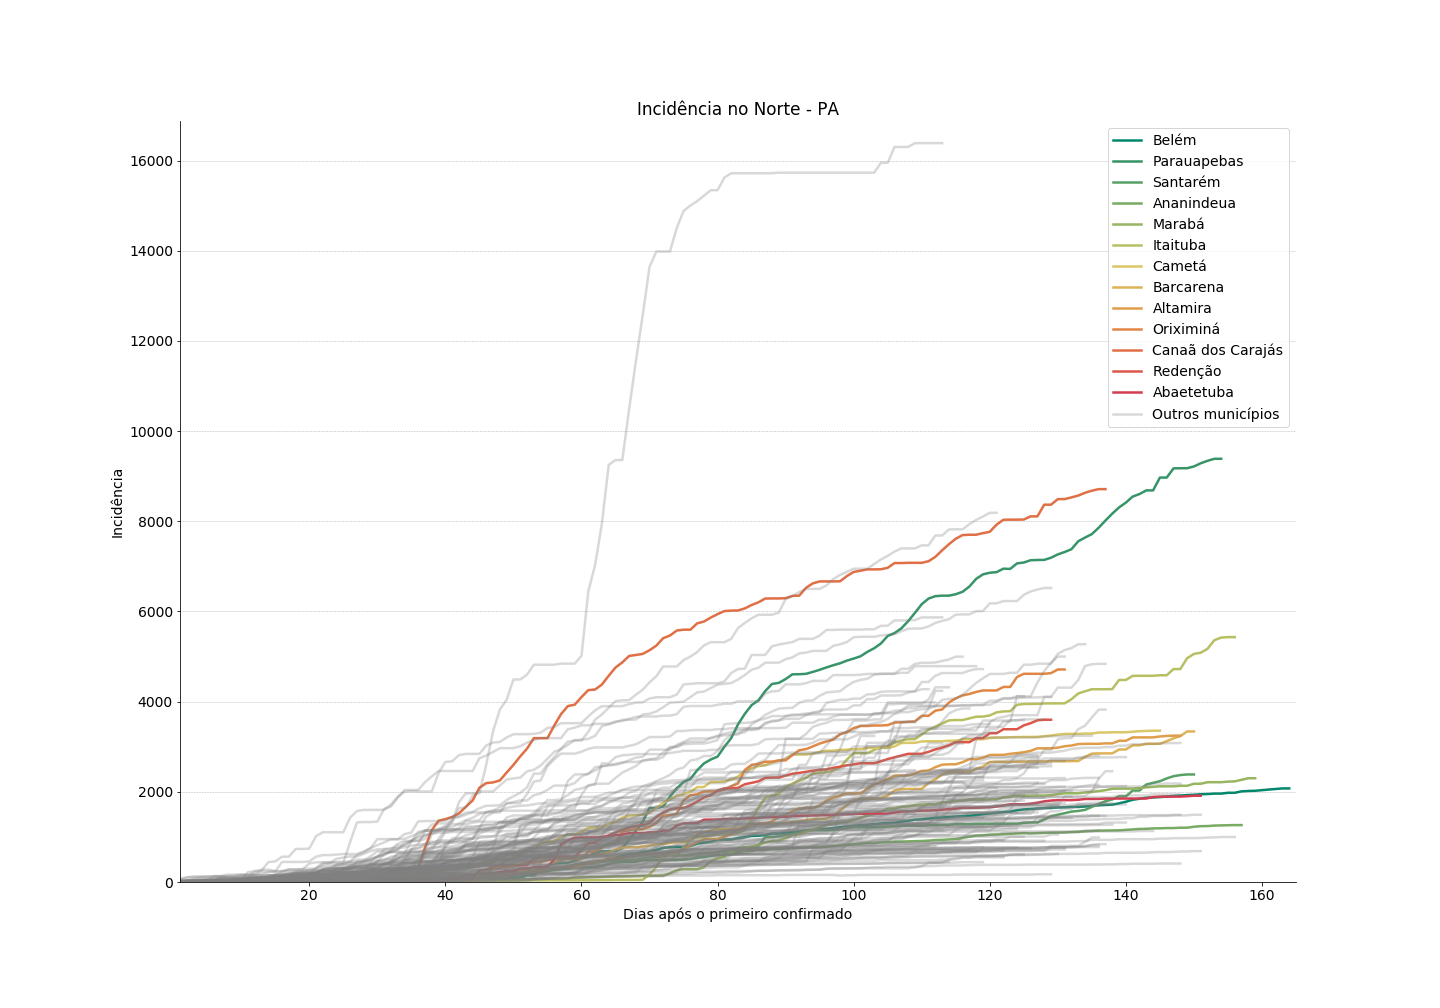 Incidência no Norte - PA
16000
14000
12000
10000
8000
6000
4000
2000
0
Incidência
20
40
60
80
100
120
140
160
Dias após o primeiro confirmado
Belém
Parauapebas
Santarém
Ananindeua
Marabá
Itaituba
Cametá
Barcarena
Altamira
Oriximiná
Canaã dos Carajás
Redenção
Abaetetuba
Outros municípios